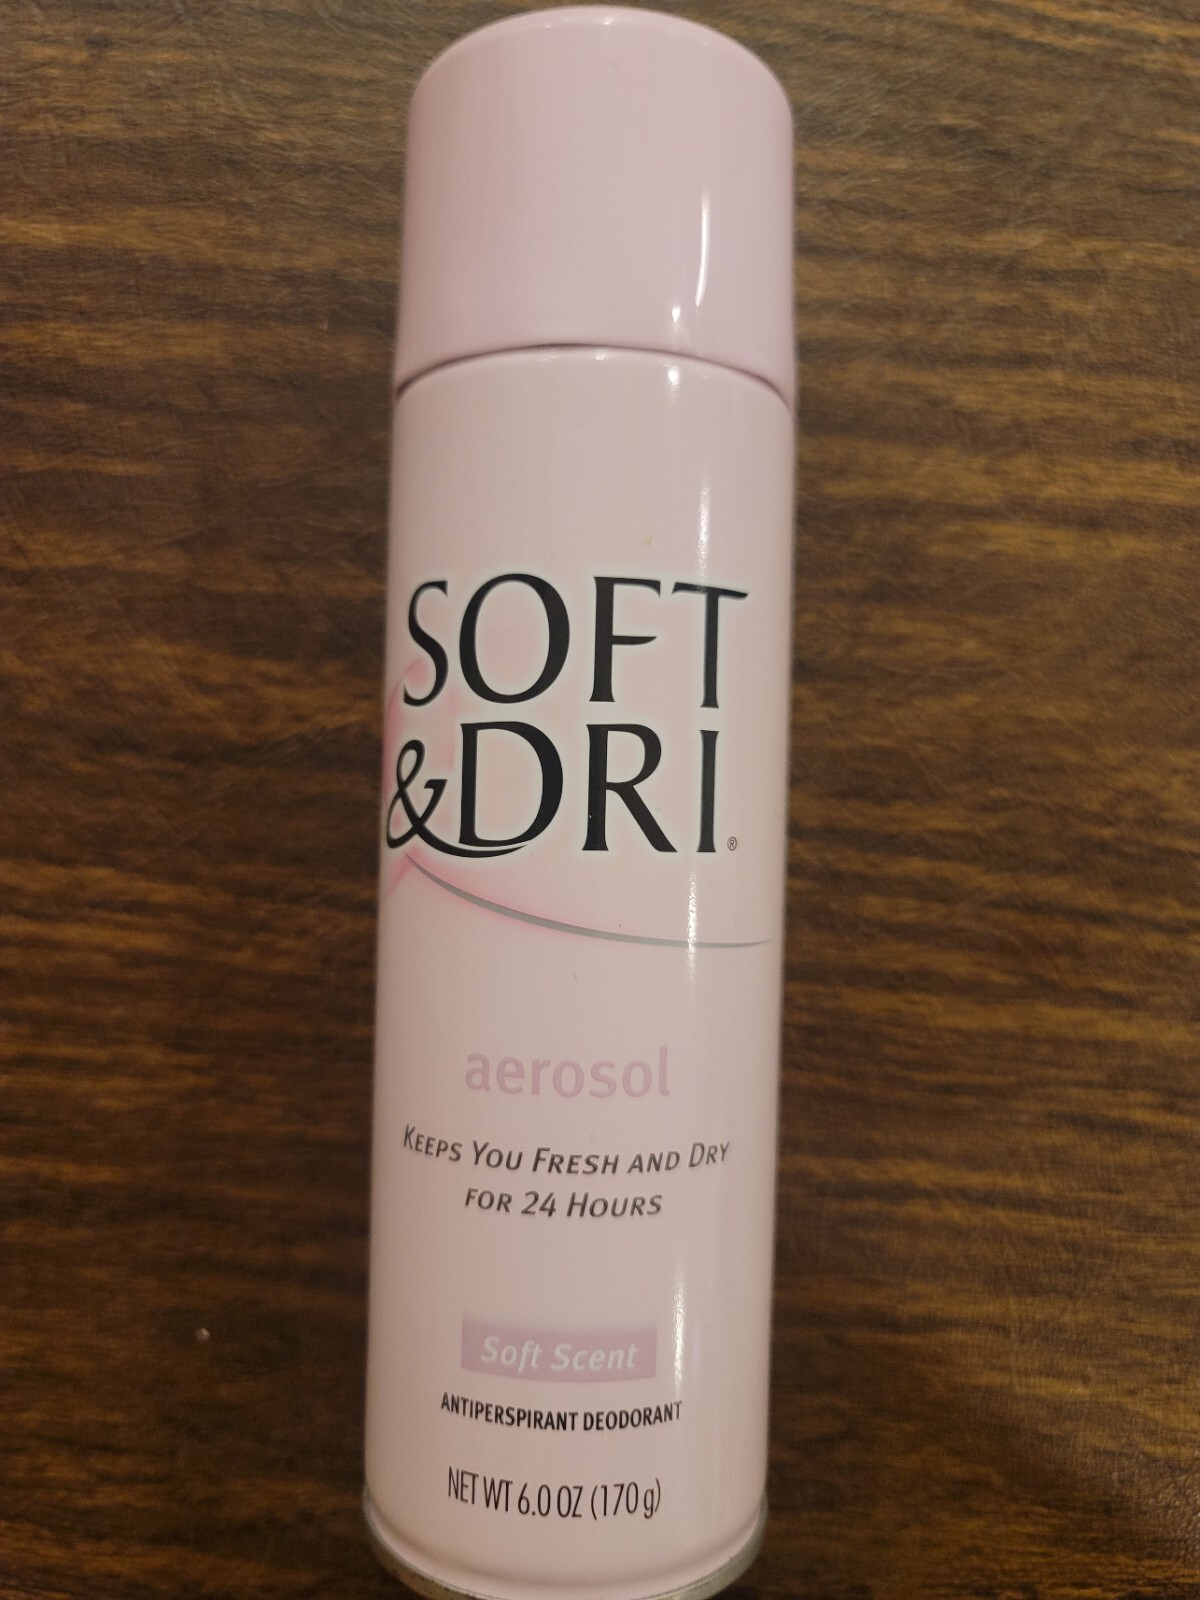 SOFT
&DRI®
aerosol
KEEPS YOU FRESH AND DRY
FOR 24 HOURS
Soft Scent
ANTIPERSPIRANT DEODORANT
NET WT 6.0 OZ (170 g)